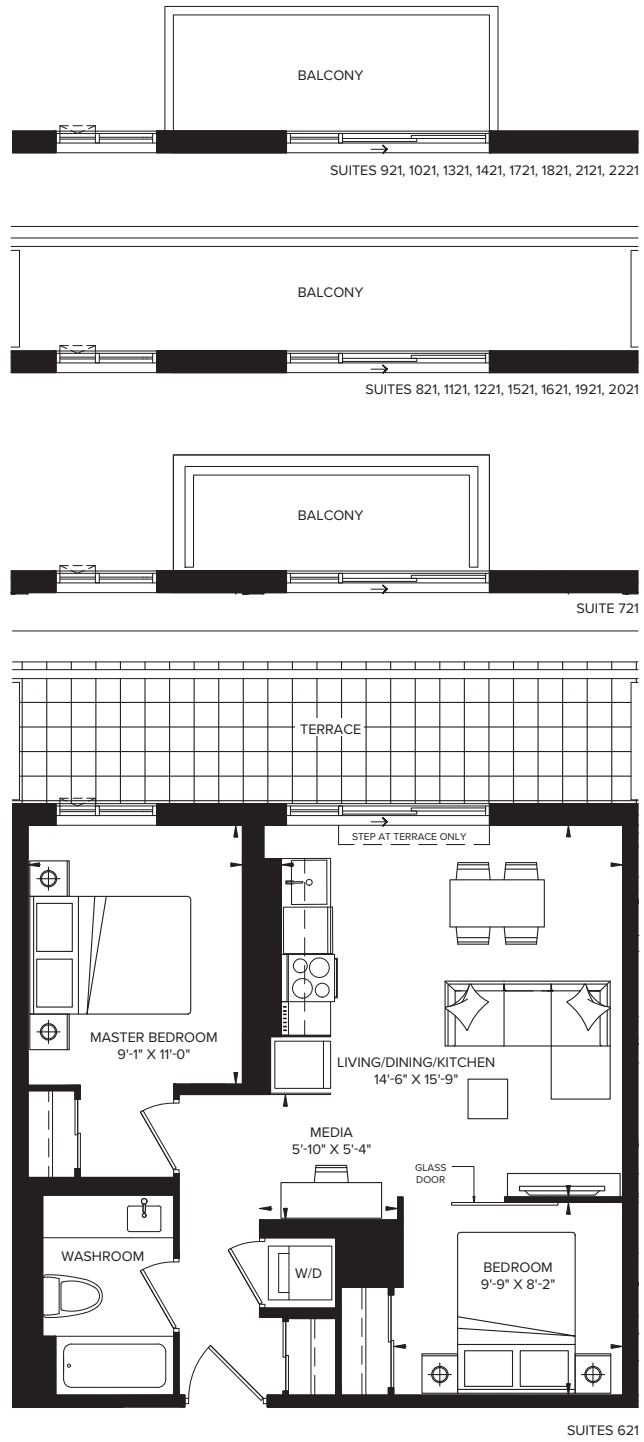 BALCONY
SUITES 921, 1021, 1321, 1421, 1721, 1821, 2121, 2221
BALCONY
SUITES 821, 1121, 1221, 1521, 1621, 1921, 2021
BALCONY
SUITE 721
TERRACE
STEP AT TERRACE ONLY
MASTER BEDROOM
9'-1" X 11'-0"
LIVING/DINING/KITCHEN
14'-6" X 15'-9"
MEDIA
5'-10" X 5'-4"
GLASS
DOOR
WASHROOM
W/D
BEDROOM
9'-9" X 8'-2"
SUITES 621